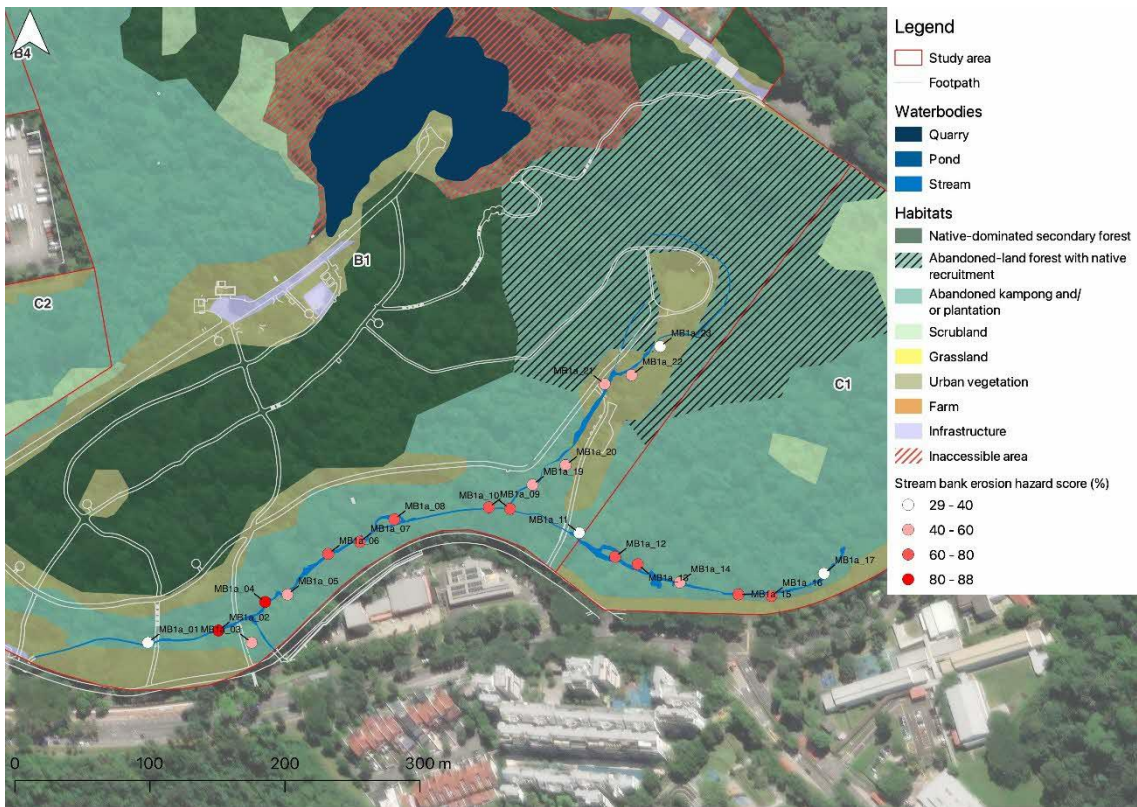 B4
C2
B1
C1
MB1a_23
MB1a_22
MB1a_21
MB1a_20
MB1a_19
MB1a_10
MB1a_09
MB1a_08
MB1a_07
MB1a_06
MB1a_11
MB1a_12
MB1a_13
MB1a_14
MB1a_15
MB1a_16
MB1a_17
MB1a_04
MB1a_05
MB1a_01
MB1a_02
MB1a_03
0
100
200
300 m
Legend
Study area
Footpath
Waterbodies
Quarry
Pond
Stream
Habitats
Native-dominated secondary forest
Abandoned-land forest with native
recruitment
Abandoned kampong and/
or plantation
Scrubland
Grassland
Urban vegetation
Farm
Infrastructure
Inaccessible area
Stream bank erosion hazard score (%)
29 - 40
40 - 60
60 - 80
80 - 88